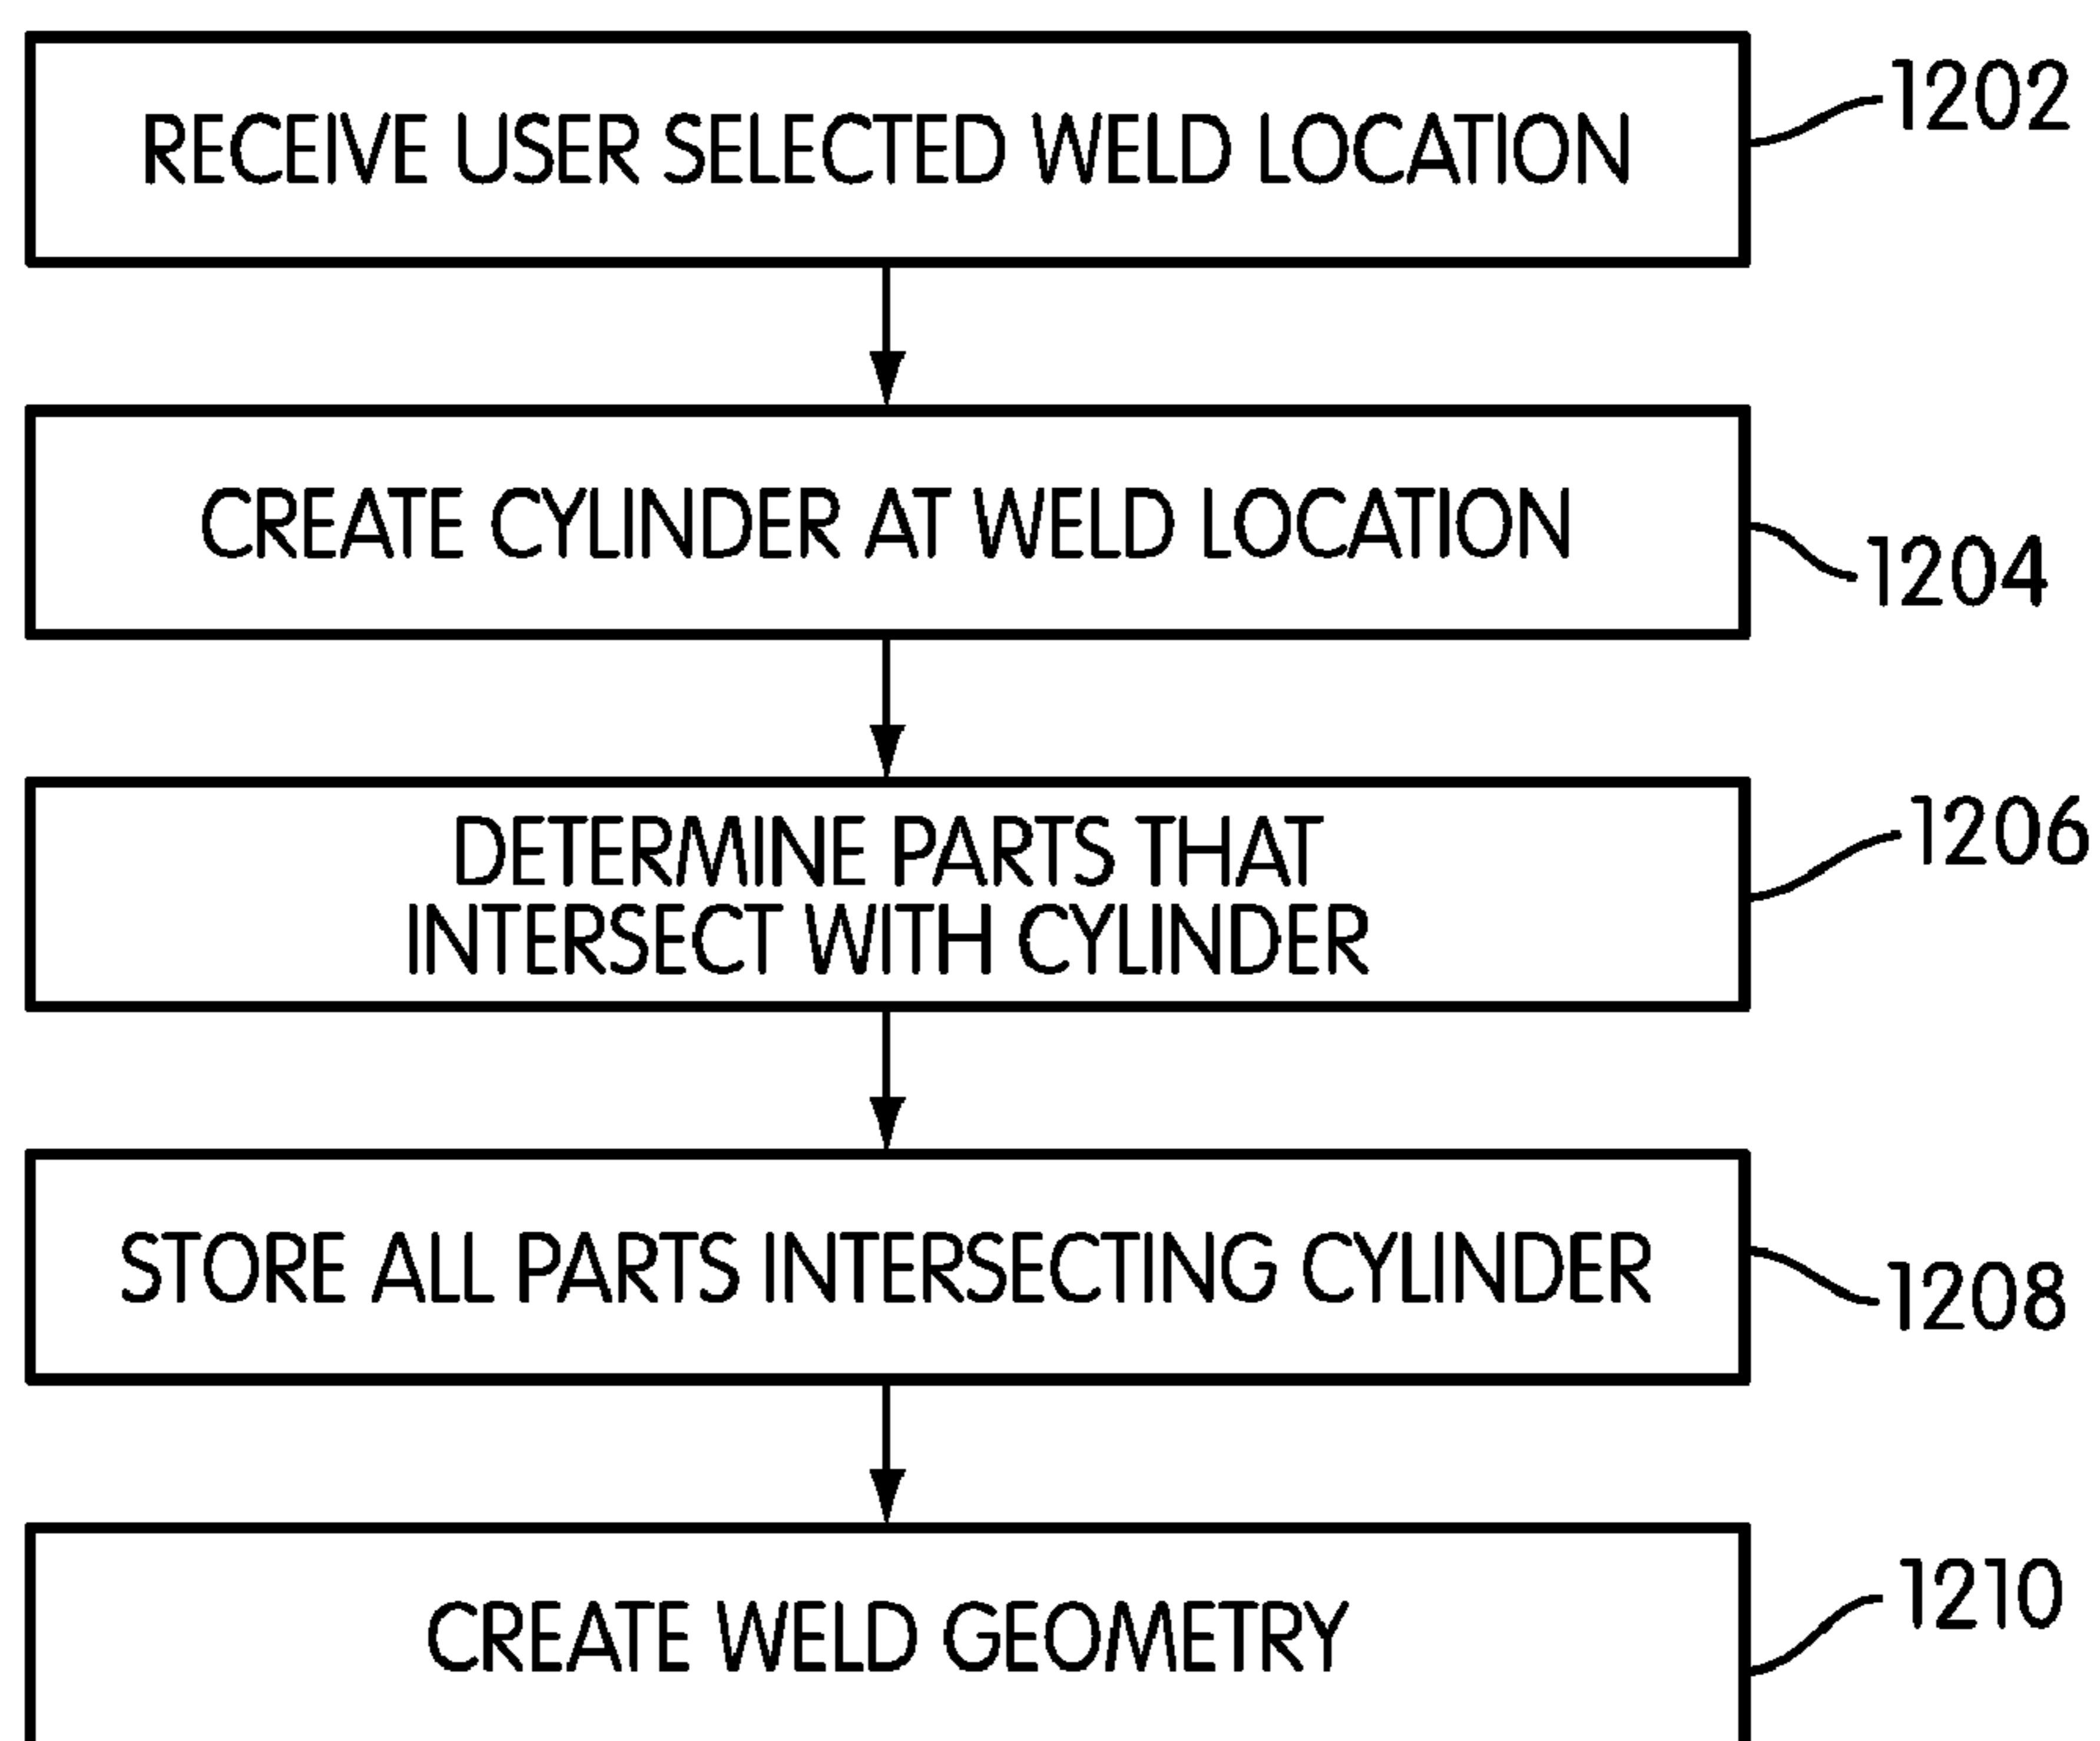 RECEIVE USER SELECTED WELD LOCATION
1202
CREATE CYLINDER AT WELD LOCATION
1204
DETERMINE PARTS THAT
INTERSECT WITH CYLINDER
1206
STORE ALL PARTS INTERSECTING CYLINDER
1208
CREATE WELD GEOMETRY
1210